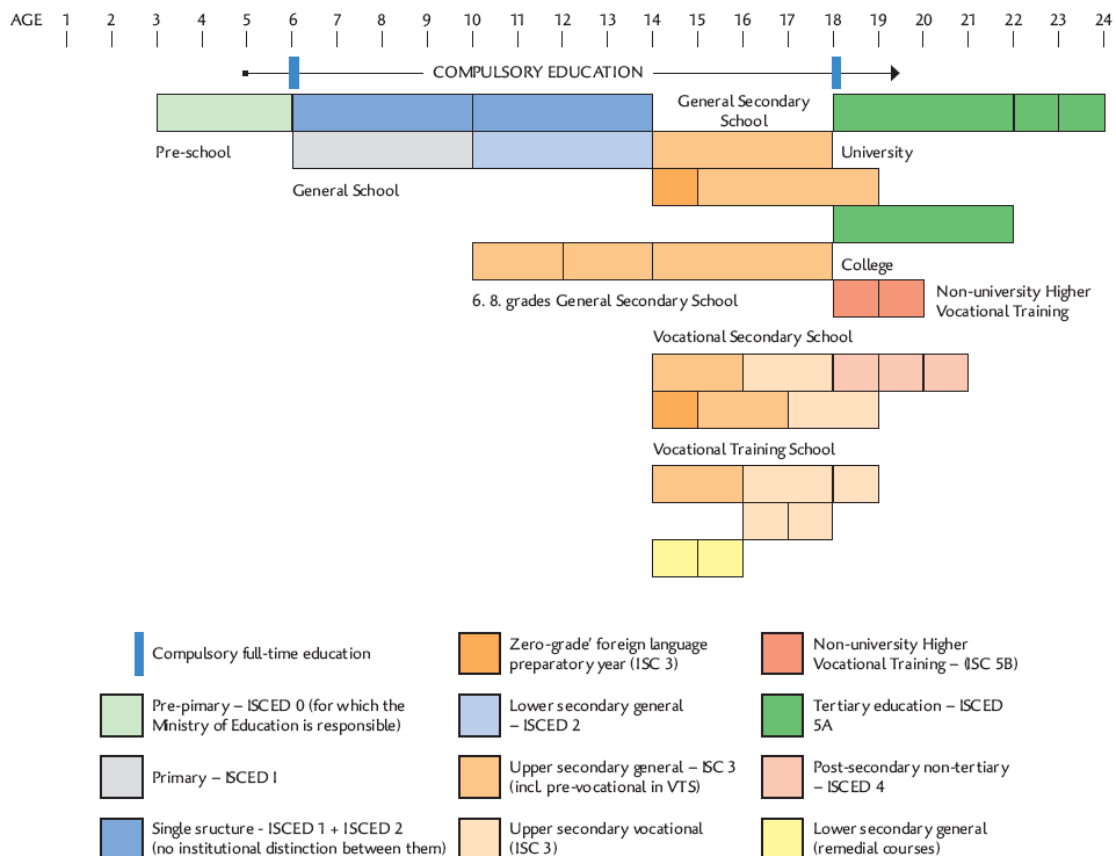 AGE 1 2 3 4 5 6 7 8 9 10 11 12 13 14 15 16 17 18 19 20 21 22 23 24
COMPULSORY EDUCATION
General Secondary
School
Pre-school
University
General School
College
6. 8. grades General Secondary School
Non-university Higher
Vocational Training
Vocational Secondary School
Vocational Training School
Compulsory full-time education
Pre-pimary – ISCED 0 (for which the
Ministry of Education is responsible)
Primary – ISCED I
Single sructure - ISCED 1 + ISCED 2
(no institutional distinction between them)
Zero-grade’ foreign language
preparatory year (ISC 3)
Lower secondary general
– ISCED 2
Upper secondary general – ISC 3
(incl. pre-vocational in VTS)
Upper secondary vocational
(ISC 3)
Non-university Higher
Vocational Training – (ISC 5B)
Tertiary education – ISCED
5A
Post-secondary non-tertiary
– ISCED 4
Lower secondary general
(remedial courses)